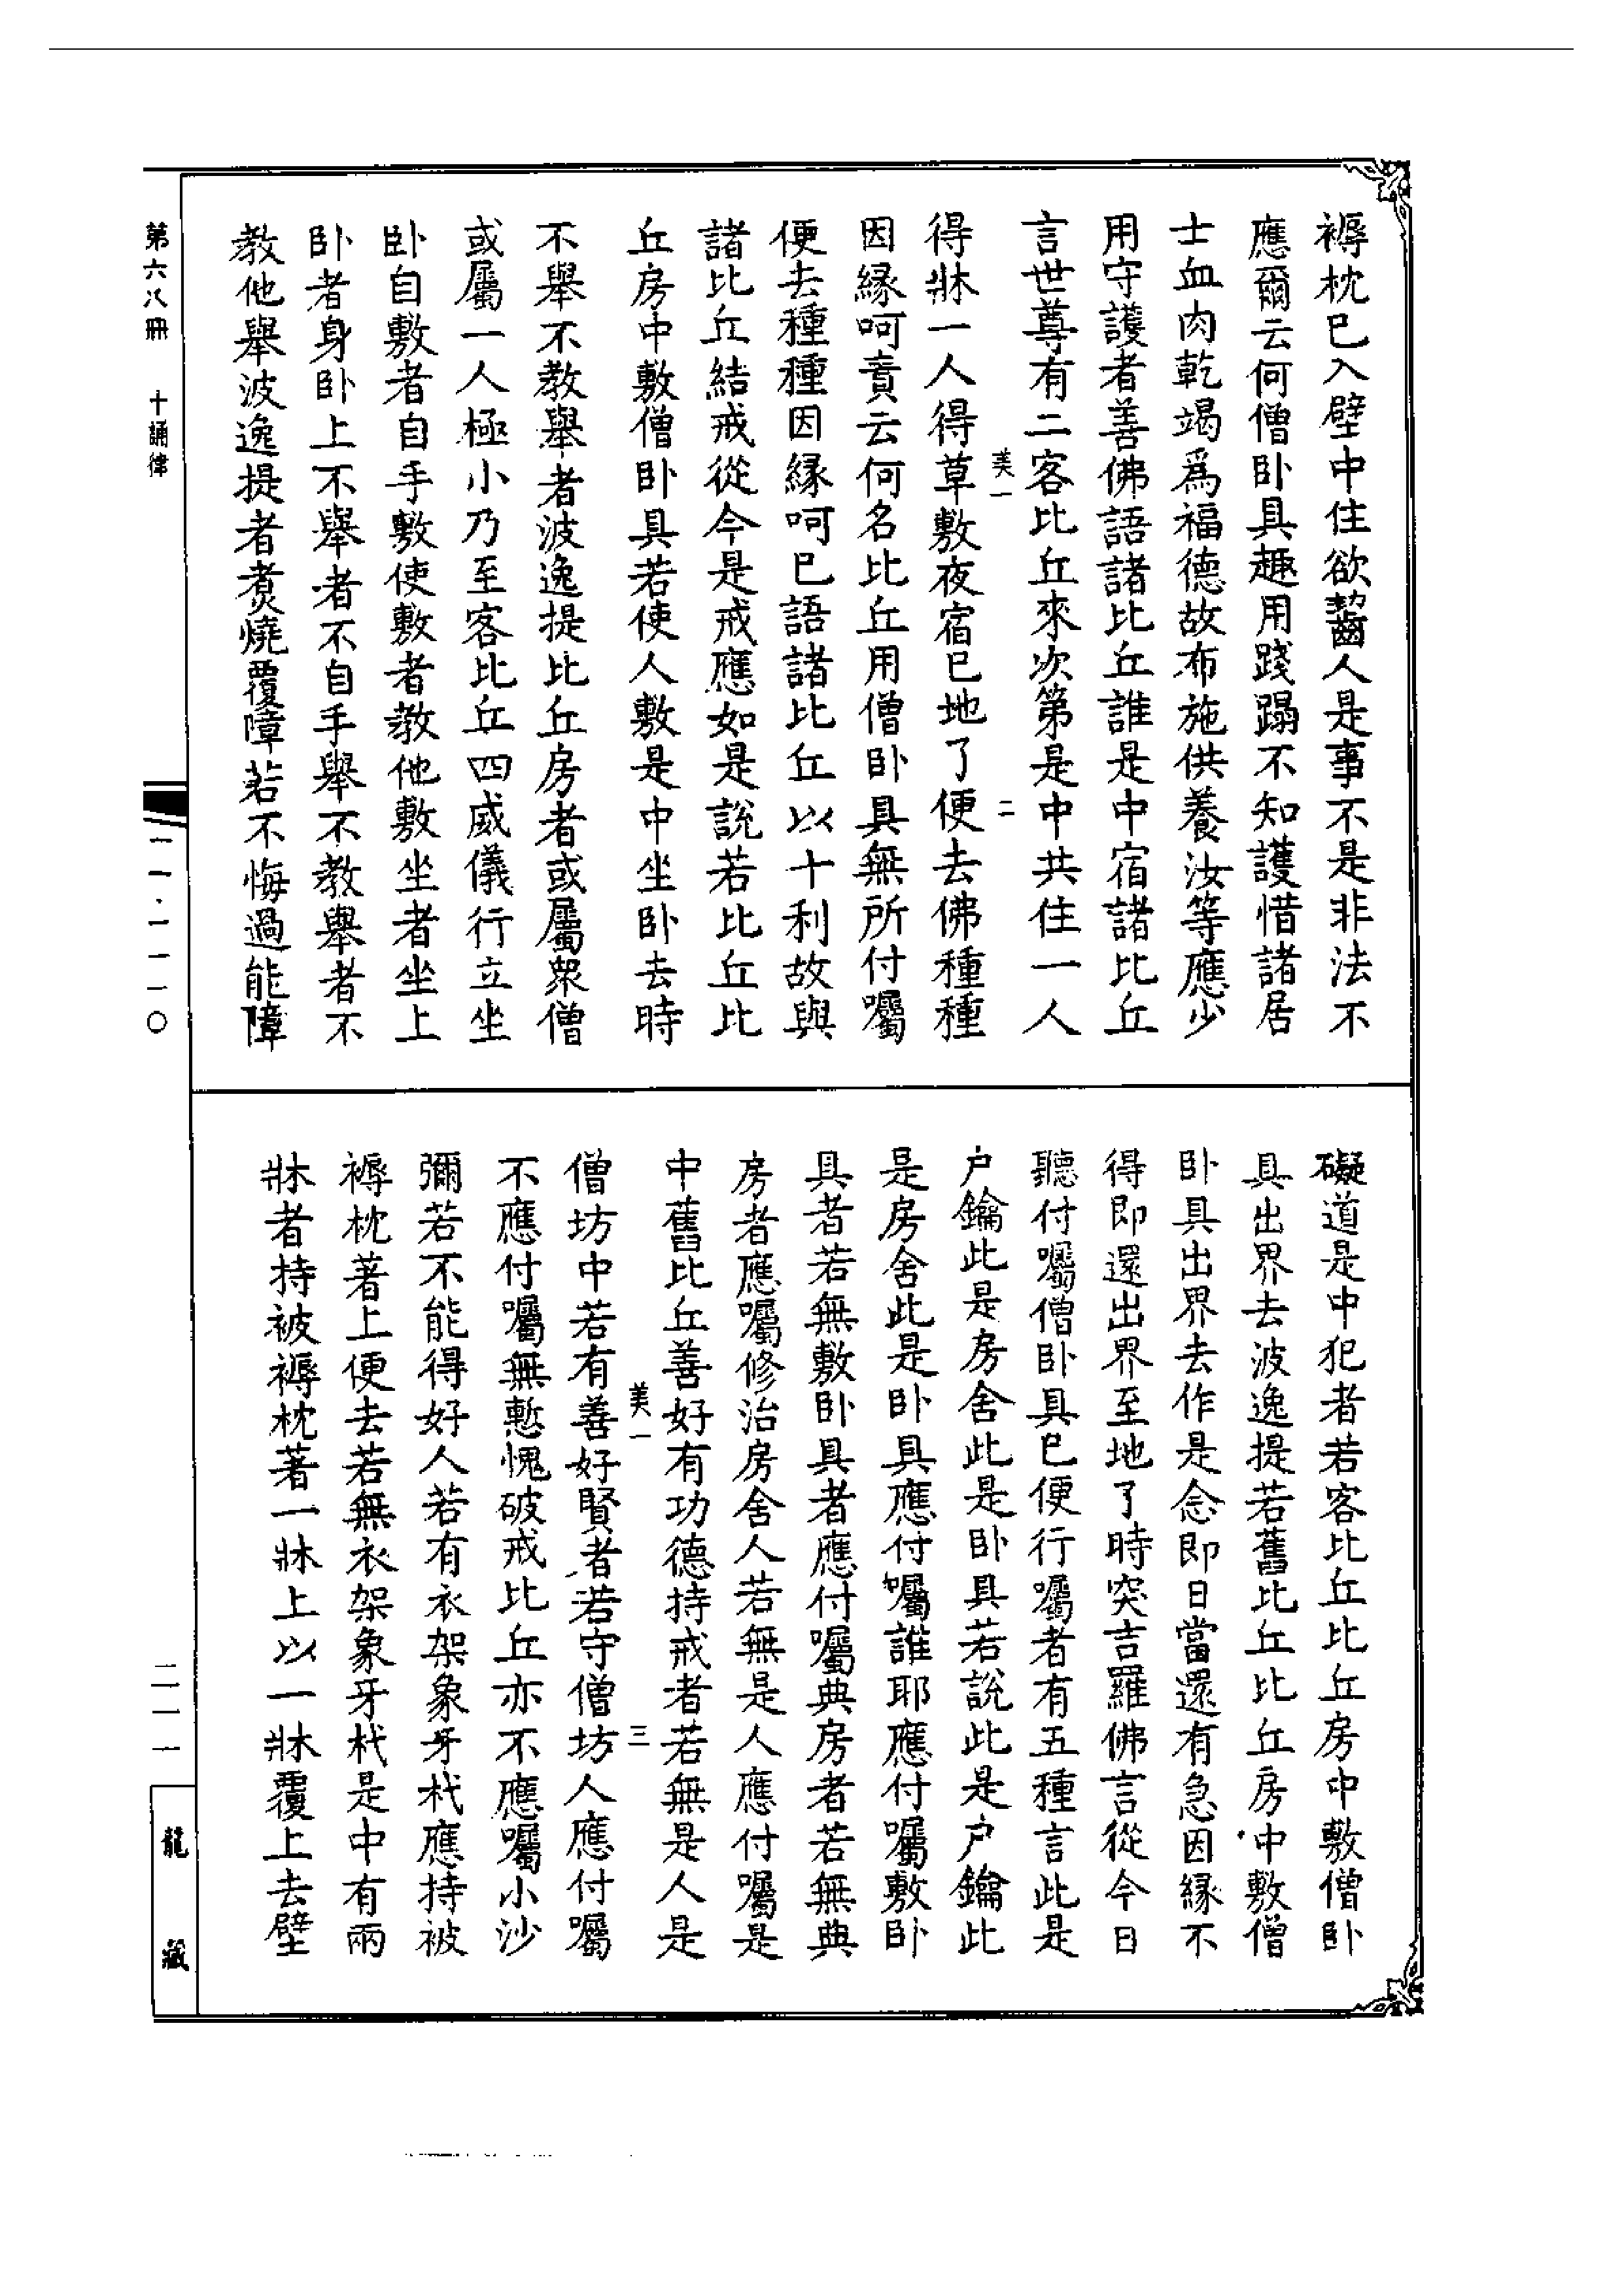 褥枕已入壁中住欲齧人是事不是非法不
應爾云何僧卧具趣用踐蹋不知護惜諸居
士血肉乾竭爲福德故布施供養汝等應少
用守護者善佛語諸比丘誰是中宿諸比丘
言世尊有二客比丘來次第是中共住一人
美一 二
得牀一人得草敷夜宿已地了便去佛種種
因緣呵責云何名比丘用僧卧具無所付囑
便去種種因緣呵已語諸比丘以十利故與
諸比丘結戒從今是戒應如是說若比丘比
丘房中敷僧卧具若使人敷是中坐卧去時
不舉不教舉者波逸提比丘房者或屬衆僧
或屬一人極小乃至客比丘四威儀行立坐
卧自敷者自手敷使敷者教他敷坐者坐上
卧者身卧上不舉者不自手舉不教舉者不
教他舉波逸提者煑燒覆障若不悔過能障
礙道是中犯者若客比丘比丘房中敷僧卧
具出界去波逸提若舊比丘比丘房中敷僧
卧具出界去作是念即日當還有急因緣不
得即還出界至地了時突吉羅佛言從今日
聽付囑僧卧具已便行囑者有五種言此是
户鑰此是房舍此是卧具若說此是户鑰此
是房舍此是卧具應付囑誰耶應付囑敷卧
具者若無敷卧具者應付囑典房者若無典
房者應囑修治房舍人若無是人應付囑是
中舊比丘善好有功德持戒者若無是人是
美一 三
僧坊中若有善好賢者若守僧坊人應付囑
不應付囑無慙愧破戒比丘亦不應囑小沙
彌若不能得好人若有衣架象牙杙應持被
褥枕著上便去若無衣架象牙杙是中有兩
牀者持被褥枕著一牀上以一牀覆上去壁
第六八冊 十誦律
一一·二一一〇
二一一
龍藏